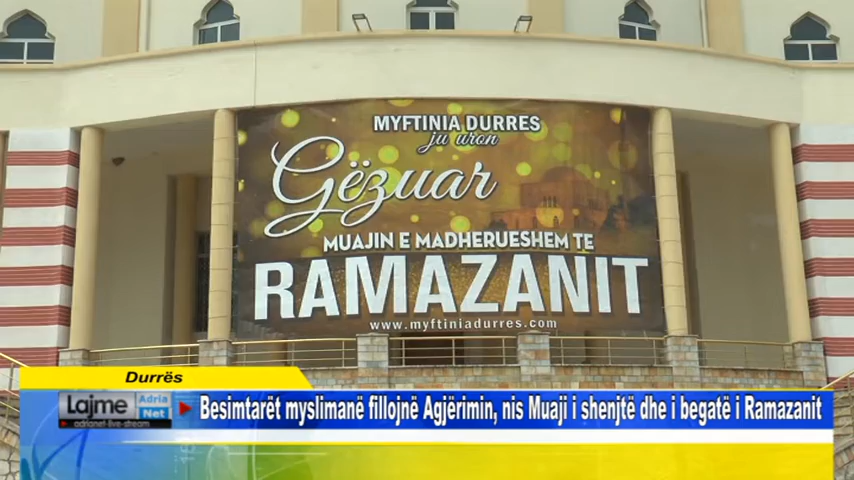 MYFTINIA DURRES
ju uron
Gëzuar
MUAJIN E MADHERUESHEM TE
RAMAZANIT
www.myftiniadurres.com
Durrës
Lajme Adria Net
adrianet-live-stream
Besimtarët myslimanë fillojnë Agjërimin, nis Muaji i shenjtë dhe i begatë i Ramazanit